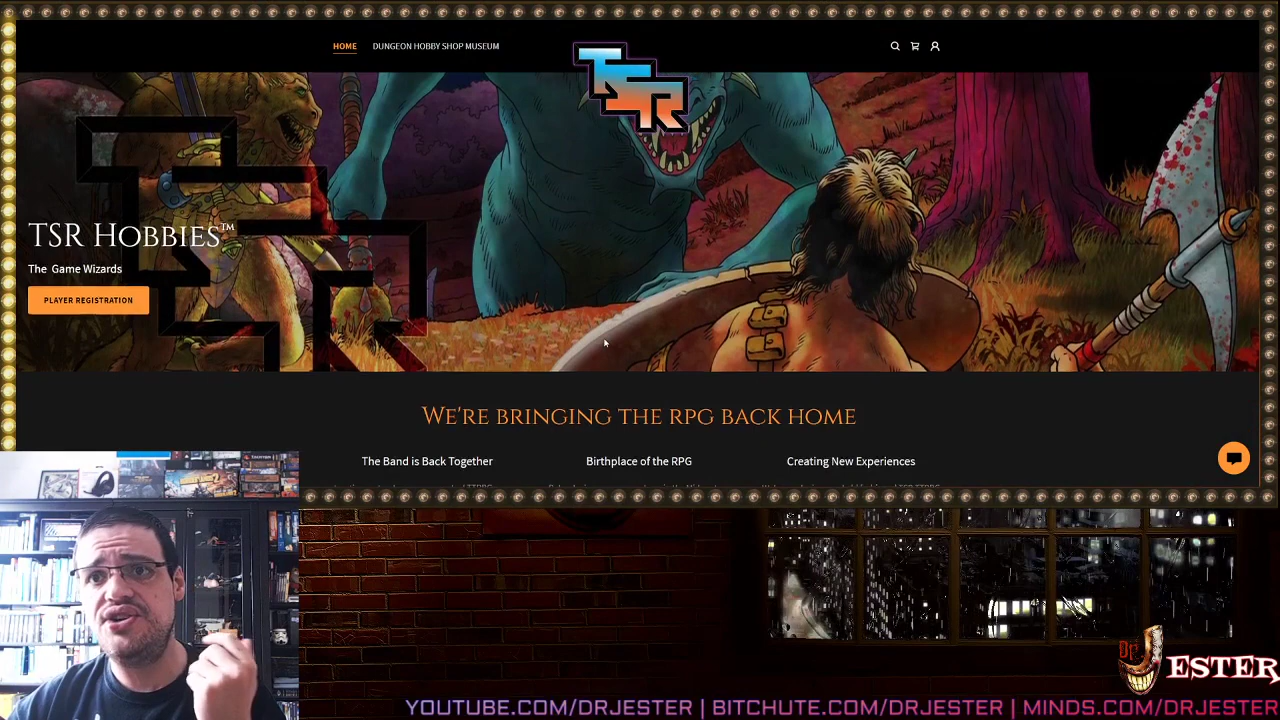 HOME
DUNGEON HOBBY SHOP MUSEUM
TSR
TSR
TSR HOBBIES™
The Game Wizards
PLAYER REGISTRATION
WE'RE BRINGING THE RPG BACK HOME
The Band is Back Together
Birthplace of the RPG
Creating New Experiences
DR JESTER
YOUTUBE.COM/DRJESTER | BITCHUTE.COM/DRJESTER | MINDS.COM/DRJESTER